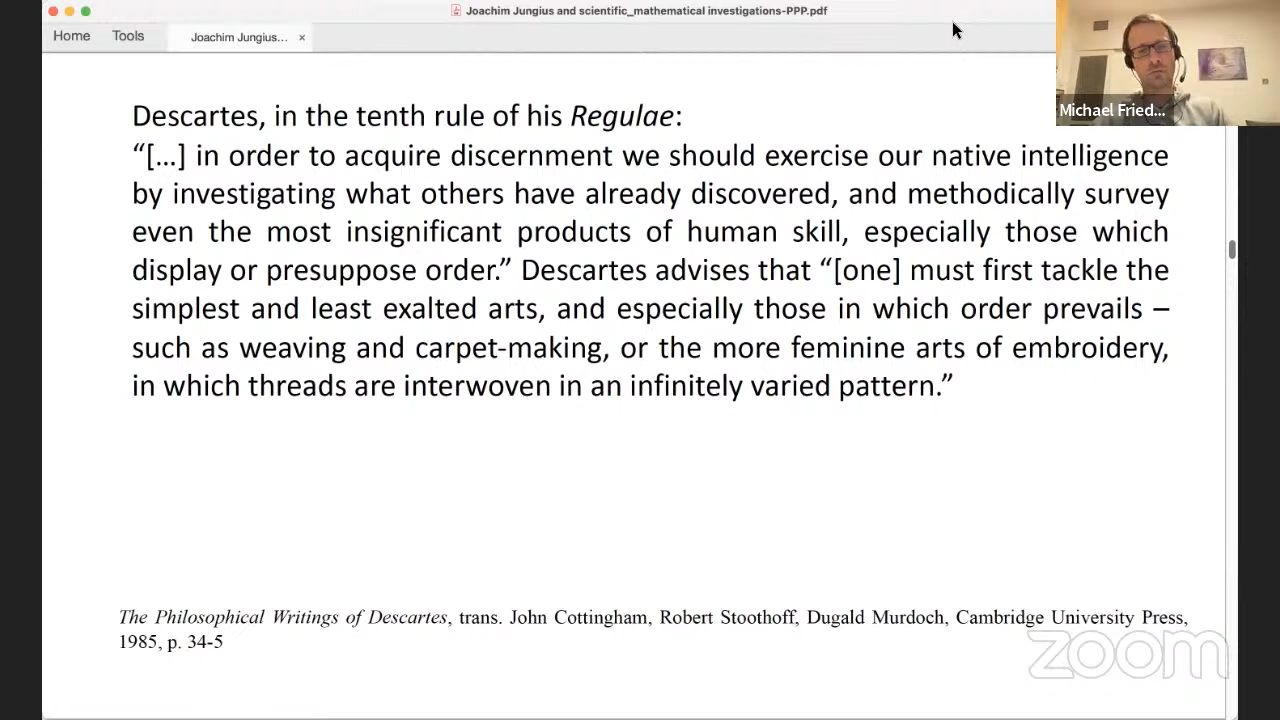 Joachim Jungius and scientific_mathematical investigations-PPP.pdf
Home Tools Joachim Jungius... ×
Michael Fried...
Descartes, in the tenth rule of his Regulae:
“[…] in order to acquire discernment we should exercise our native intelligence
by investigating what others have already discovered, and methodically survey
even the most insignificant products of human skill, especially those which
display or presuppose order.” Descartes advises that “[one] must first tackle the
simplest and least exalted arts, and especially those in which order prevails –
such as weaving and carpet-making, or the more feminine arts of embroidery,
in which threads are interwoven in an infinitely varied pattern.”
The Philosophical Writings of Descartes, trans. John Cottingham, Robert Stoothoff, Dugald Murdoch, Cambridge University Press,
1985, p. 34-5
zoom